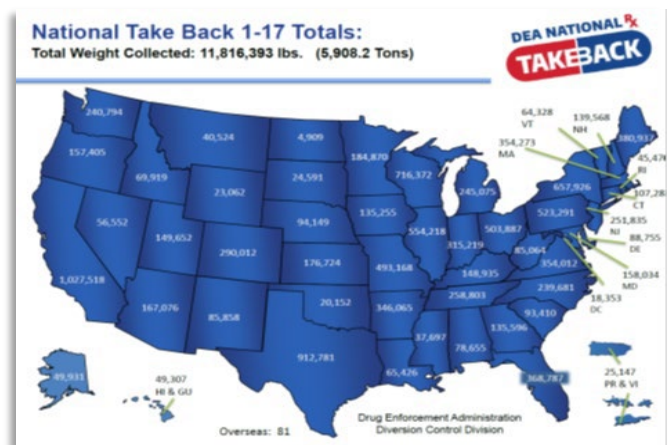 National Take Back 1-17 Totals:
Total Weight Collected: 11,816,393 lbs. (5,908.2 Tons)
DEA NATIONAL Rx
TAKEBACK
240,794
40,524
4,909
184,870
64,328
VT
139,568
NH
380,937
157,405
69,919
23,062
24,591
716,372
245,075
354,273
MA
657,926
45,476
RI
107,284
CT
56,552
149,652
290,012
94,149
135,255
554,218
315,219
503,887
523,291
251,835
NJ
88,755
DE
158,034
MD
18,353
DC
1,027,518
176,724
493,168
148,935
85,064
354,012
167,076
85,858
20,152
346,065
258,803
239,681
912,781
37,697
78,655
135,596
93,410
65,426
368,787
49,931
49,307
HI & GU
25,147
PR & VI
Overseas: 81
Drug Enforcement Administration
Diversion Control Division